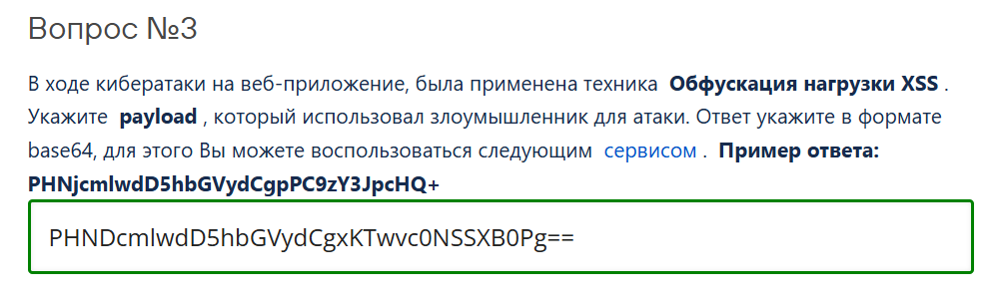 Вопрос №3
В ходе кибератаки на веб-приложение, была применена техника Обфускация нагрузки XSS .
Укажите payload , который использовал злоумышленник для атаки. Ответ укажите в формате
base64, для этого Вы можете воспользоваться следующим сервисом . Пример ответа:
PHNjcmlwdD5hbGVydCgpPC9zY3JpcHQ+
PHNDcmlwdD5hbGVydCgxKTwvc0NSSXB0Pg==